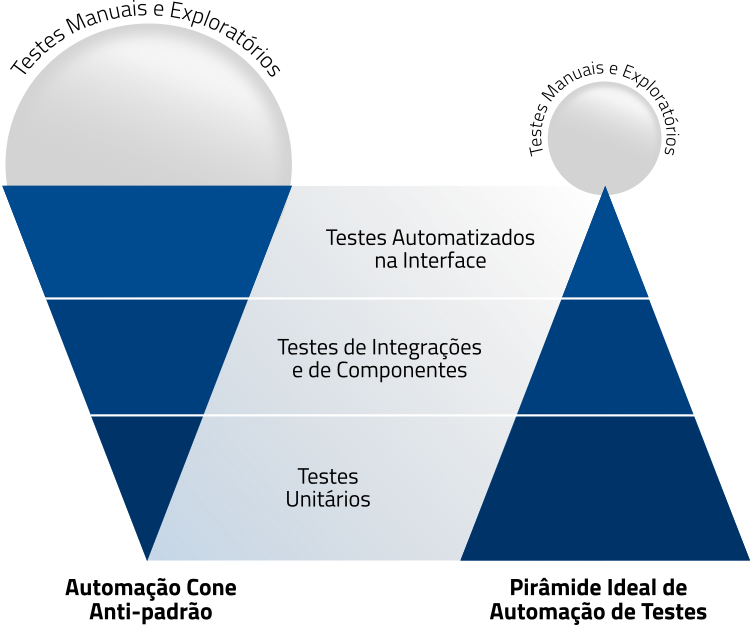 Testes Manuais e Exploratórios
Testes Manuais e Exploratórios
Testes Automatizados
na Interface
Testes de Integrações
e de Componentes
Testes
Unitários
Automação Cone
Anti-padrão
Pirâmide Ideal de
Automação de Testes